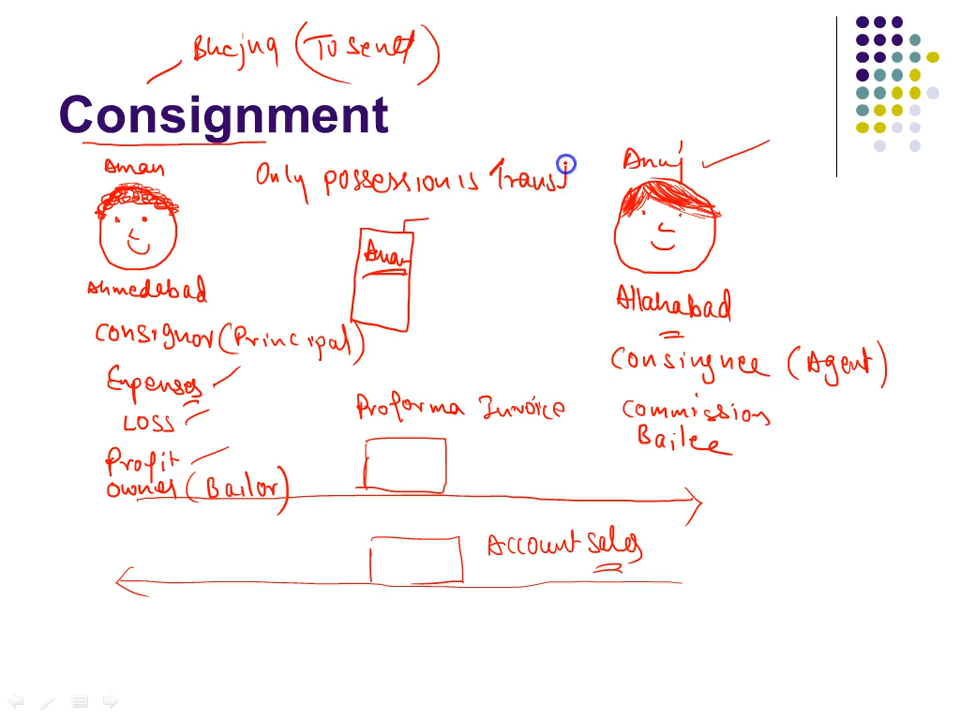 Bhejna (To send)
Consignment
Aman
Only possession is Transf
Anuj
Aman
Ahmedabad
Allahabad
Consignor (Principal)
Consingnee (Agent)
Expenses
Loss
Proforma Invoice
Commission
Bailee
Profit
owner (Bailor)
Account Sales